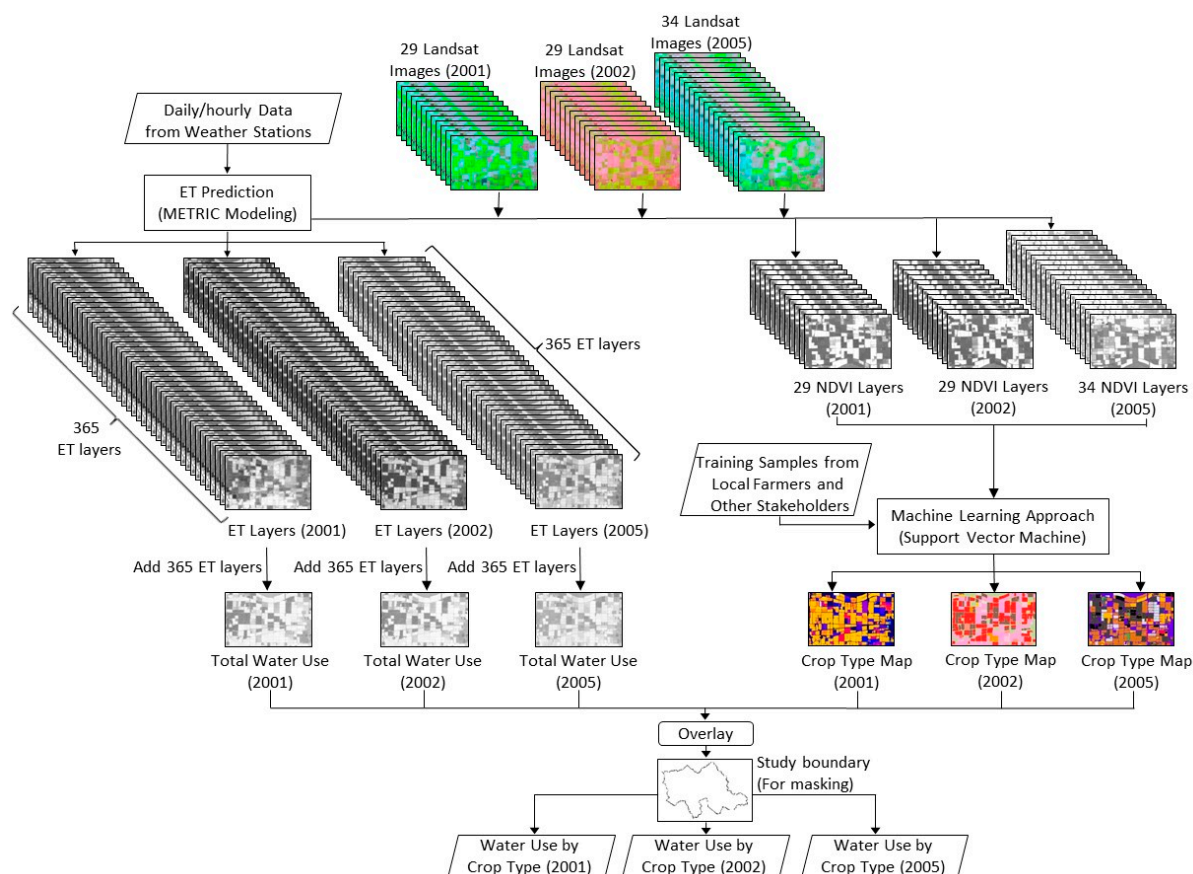 34 Landsat
Images (2005)
29 Landsat
Images (2001)
29 Landsat
Images (2002)
Daily/hourly Data
from Weather Stations
ET Prediction
(METRIC Modeling)
365 ET layers
365
ET layers
29 NDVI Layers
(2001)
29 NDVI Layers
(2002)
34 NDVI Layers
(2005)
Training Samples from
Local Farmers and
Other Stakeholders
Machine Learning Approach
(Support Vector Machine)
ET Layers (2001)
ET Layers (2002)
ET Layers (2005)
Add 365 ET layers
Add 365 ET layers
Add 365 ET layers
Total Water Use
(2001)
Total Water Use
(2002)
Total Water Use
(2005)
Crop Type Map
(2001)
Crop Type Map
(2002)
Crop Type Map
(2005)
Overlay
Study boundary
(For masking)
Water Use by
Crop Type (2001)
Water Use by
Crop Type (2002)
Water Use by
Crop Type (2005)